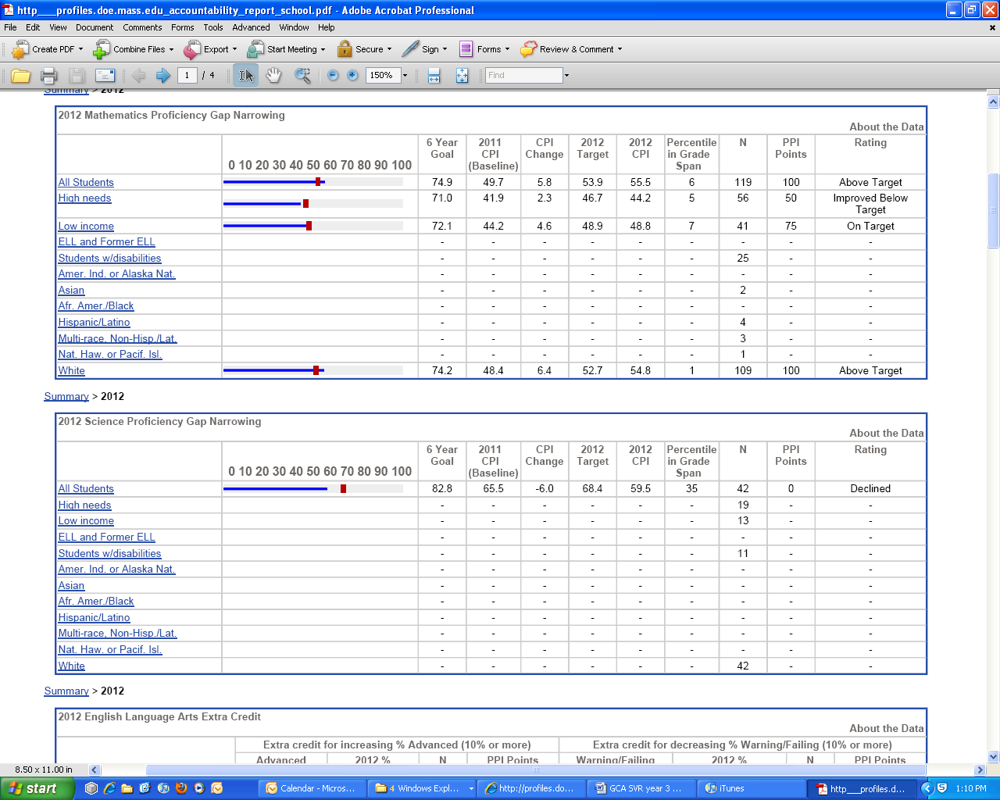 http___profiles.doe.mass.edu_accountability_report_school.pdf - Adobe Acrobat Professional
File Edit View Document Comments Forms Tools Advanced Window Help
Create PDF Combine Files Export Start Meeting Secure Sign Forms Review & Comment
1 / 4 150% Find
Summary > 2012
2012 Mathematics Proficiency Gap Narrowing
About the Data
0 10 20 30 40 50 60 70 80 90 100 6 Year Goal 2011 CPI (Baseline) CPI Change 2012 Target 2012 CPI Percentile in Grade Span N PPI Points Rating
All Students 74.9 49.7 5.8 53.9 55.5 6 119 100 Above Target
High needs 71.0 41.9 2.3 46.7 44.2 5 56 50 Improved Below Target
Low income 72.1 44.2 4.6 48.9 48.8 7 41 75 On Target
ELL and Former ELL - - - - - - - - -
Students w/disabilities - - - - - - 25 - -
Amer. Ind. or Alaska Nat. - - - - - - - - -
Asian - - - - - - 2 - -
Afr. Amer./Black - - - - - - - - -
Hispanic/Latino - - - - - - 4 - -
Multi-race, Non-Hisp./Lat. - - - - - - 3 - -
Nat. Haw. or Pacif. Isl. - - - - - - 1 - -
White 74.2 48.4 6.4 52.7 54.8 1 109 100 Above Target
Summary > 2012
2012 Science Proficiency Gap Narrowing
About the Data
0 10 20 30 40 50 60 70 80 90 100 6 Year Goal 2011 CPI (Baseline) CPI Change 2012 Target 2012 CPI Percentile in Grade Span N PPI Points Rating
All Students 82.8 65.5 -6.0 68.4 59.5 35 42 0 Declined
High needs - - - - - - 19 - -
Low income - - - - - - 13 - -
ELL and Former ELL - - - - - - - - -
Students w/disabilities - - - - - - 11 - -
Amer. Ind. or Alaska Nat. - - - - - - - - -
Asian - - - - - - - - -
Afr. Amer./Black - - - - - - - - -
Hispanic/Latino - - - - - - - - -
Multi-race, Non-Hisp./Lat. - - - - - - - - -
Nat. Haw. or Pacif. Isl. - - - - - - - - -
White - - - - - - 42 - -
Summary > 2012
2012 English Language Arts Extra Credit
About the Data
Extra credit for increasing % Advanced (10% or more) Extra credit for decreasing % Warning/Failing (10% or more)
Advanced 2012 % N PPI Points Warning/Failing 2012 % N PPI Points
8.50 x 11.00 in
start Calendar - Micros... 4 Windows Expl... http://profiles.do... GCA SVR year 3 ... iTunes http___profiles.d... 1:10 PM